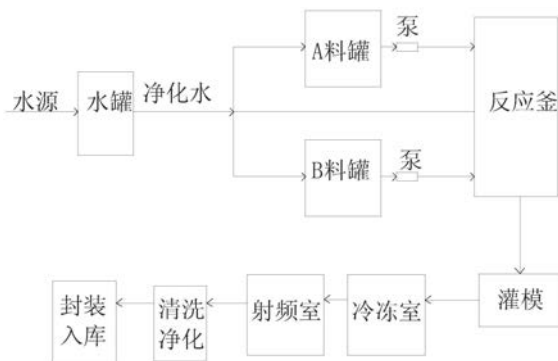 泵
A料罐
水源
水罐
净化水
反应釜
泵
B料罐
封装
入库
清洗
净化
射频室
冷冻室
灌模